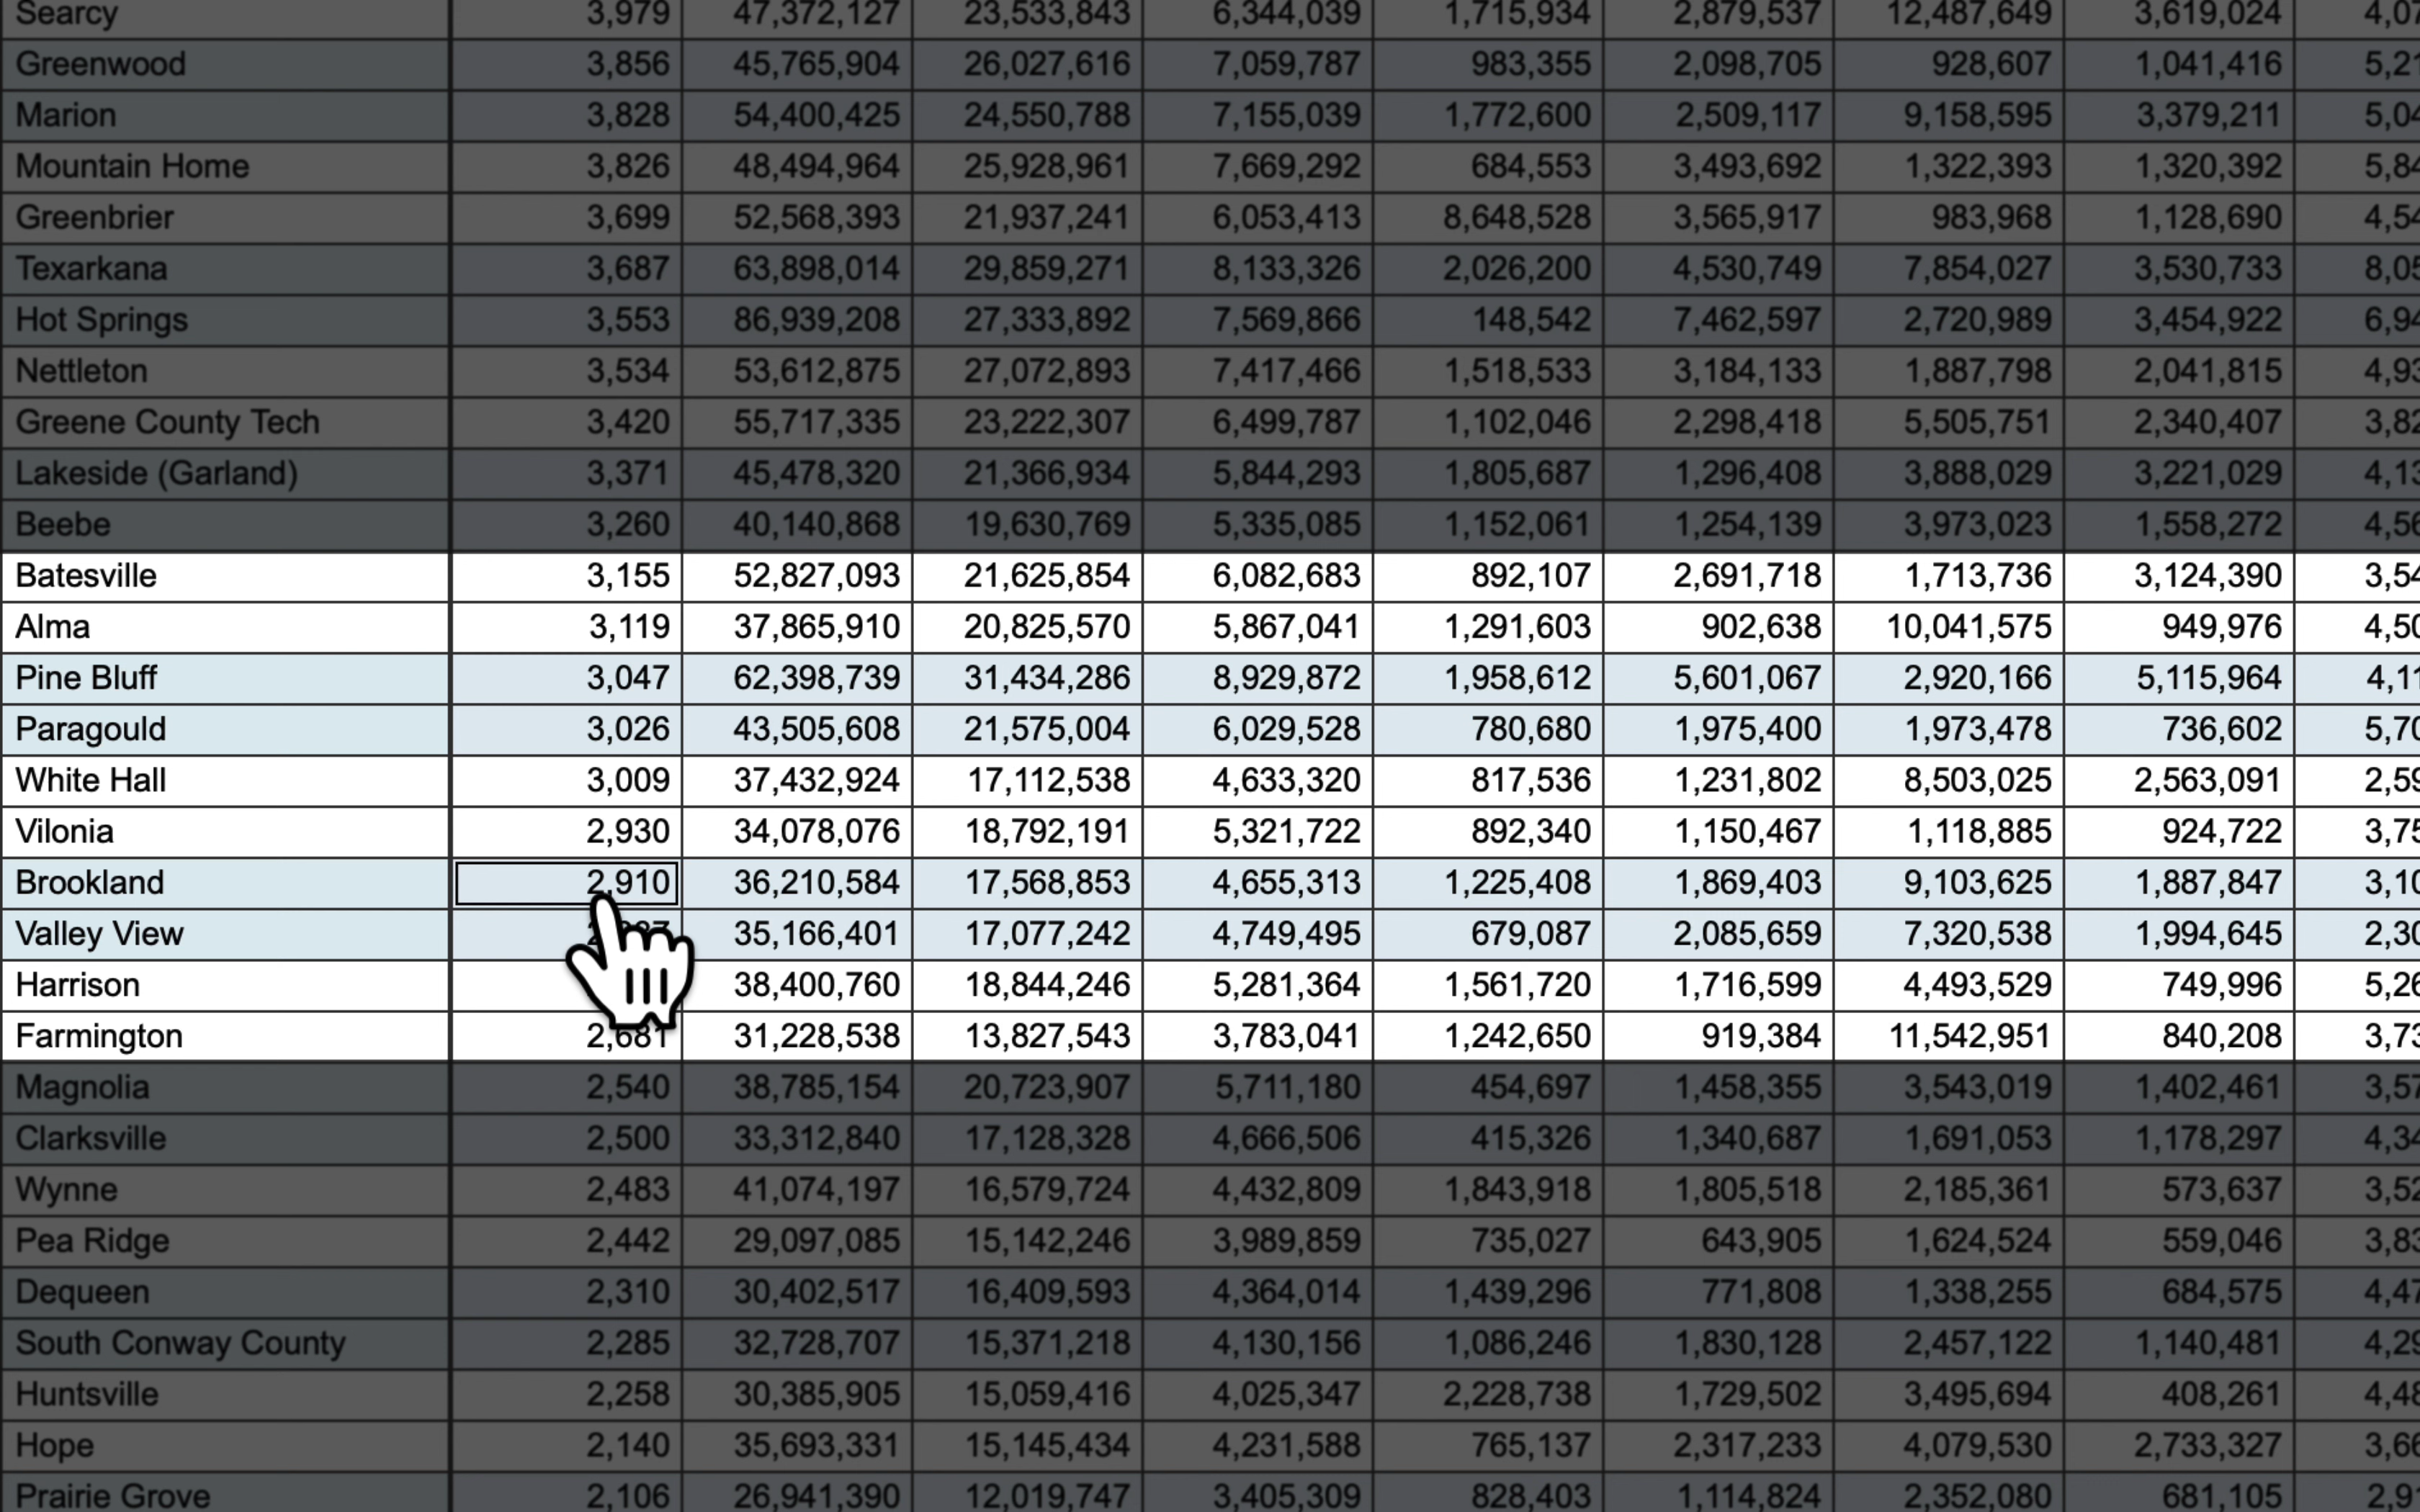 Searcy 3,979 47,372,127 23,533,843 6,344,039 1,715,934 2,879,537 12,487,649 3,619,024 4,07
Greenwood 3,856 45,765,904 26,027,616 7,059,787 983,355 2,098,705 928,607 1,041,416 5,21
Marion 3,828 54,400,425 24,550,788 7,155,039 1,772,600 2,509,117 9,158,595 3,379,211 5,04
Mountain Home 3,826 48,494,964 25,928,961 7,669,292 684,553 3,493,692 1,322,393 1,320,392 5,84
Greenbrier 3,699 52,568,393 21,937,241 6,053,413 8,648,528 3,565,917 983,968 1,128,690 4,54
Texarkana 3,687 63,898,014 29,859,271 8,133,326 2,026,200 4,530,749 7,854,027 3,530,733 8,05
Hot Springs 3,553 86,939,208 27,333,892 7,569,866 148,542 7,462,597 2,720,989 3,454,922 6,94
Nettleton 3,534 53,612,875 27,072,893 7,417,466 1,518,533 3,184,133 1,887,798 2,041,815 4,93
Greene County Tech 3,420 55,717,335 23,222,307 6,499,787 1,102,046 2,298,418 5,505,751 2,340,407 3,82
Lakeside (Garland) 3,371 45,478,320 21,366,934 5,844,293 1,805,687 1,296,408 3,888,029 3,221,029 4,13
Beebe 3,260 40,140,868 19,630,769 5,335,085 1,152,061 1,254,139 3,973,023 1,558,272 4,56
Batesville 3,155 52,827,093 21,625,854 6,082,683 892,107 2,691,718 1,713,736 3,124,390 3,54
Alma 3,119 37,865,910 20,825,570 5,867,041 1,291,603 902,638 10,041,575 949,976 4,50
Pine Bluff 3,047 62,398,739 31,434,286 8,929,872 1,958,612 5,601,067 2,920,166 5,115,964 4,11
Paragould 3,026 43,505,608 21,575,004 6,029,528 780,680 1,975,400 1,973,478 736,602 5,70
White Hall 3,009 37,432,924 17,112,538 4,633,320 817,536 1,231,802 8,503,025 2,563,091 2,59
Vilonia 2,930 34,078,076 18,792,191 5,321,722 892,340 1,150,467 1,118,885 924,722 3,75
Brookland 2,910 36,210,584 17,568,853 4,655,313 1,225,408 1,869,403 9,103,625 1,887,847 3,10
Valley View 35,166,401 17,077,242 4,749,495 679,087 2,085,659 7,320,538 1,994,645 2,30
Harrison 38,400,760 18,844,246 5,281,364 1,561,720 1,716,599 4,493,529 749,996 5,26
Farmington 2,681 31,228,538 13,827,543 3,783,041 1,242,650 919,384 11,542,951 840,208 3,73
Magnolia 2,540 38,785,154 20,723,907 5,711,180 454,697 1,458,355 3,543,019 1,402,461 3,57
Clarksville 2,500 33,312,840 17,128,328 4,666,506 415,326 1,340,687 1,691,053 1,178,297 4,34
Wynne 2,483 41,074,197 16,579,724 4,432,809 1,843,918 1,805,518 2,185,361 573,637 3,52
Pea Ridge 2,442 29,097,085 15,142,246 3,989,859 735,027 643,905 1,624,524 559,046 3,83
Dequeen 2,310 30,402,517 16,409,593 4,364,014 1,439,296 771,808 1,338,255 684,575 4,47
South Conway County 2,285 32,728,707 15,371,218 4,130,156 1,086,246 1,830,128 2,457,122 1,140,481 4,29
Huntsville 2,258 30,385,905 15,059,416 4,025,347 2,228,738 1,729,502 3,495,694 408,261 4,48
Hope 2,140 35,693,331 15,145,434 4,231,588 765,137 2,317,233 4,079,530 2,733,327 3,66
Prairie Grove 2,106 26,941,390 12,019,747 3,405,309 828,403 1,114,824 2,352,080 681,105 2,9